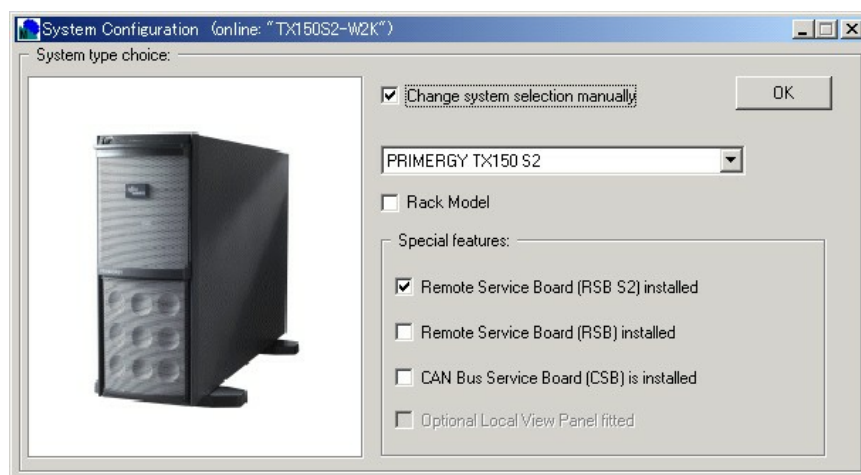 System Configuration (online: "TX150S2-W2K")
System type choice:
Change system selection manually
OK
PRIMERGY TX150 S2
Rack Model
Special features:
Remote Service Board (RSB S2) installed
Remote Service Board (RSB) installed
CAN Bus Service Board (CSB) is installed
Optional Local View Panel fitted